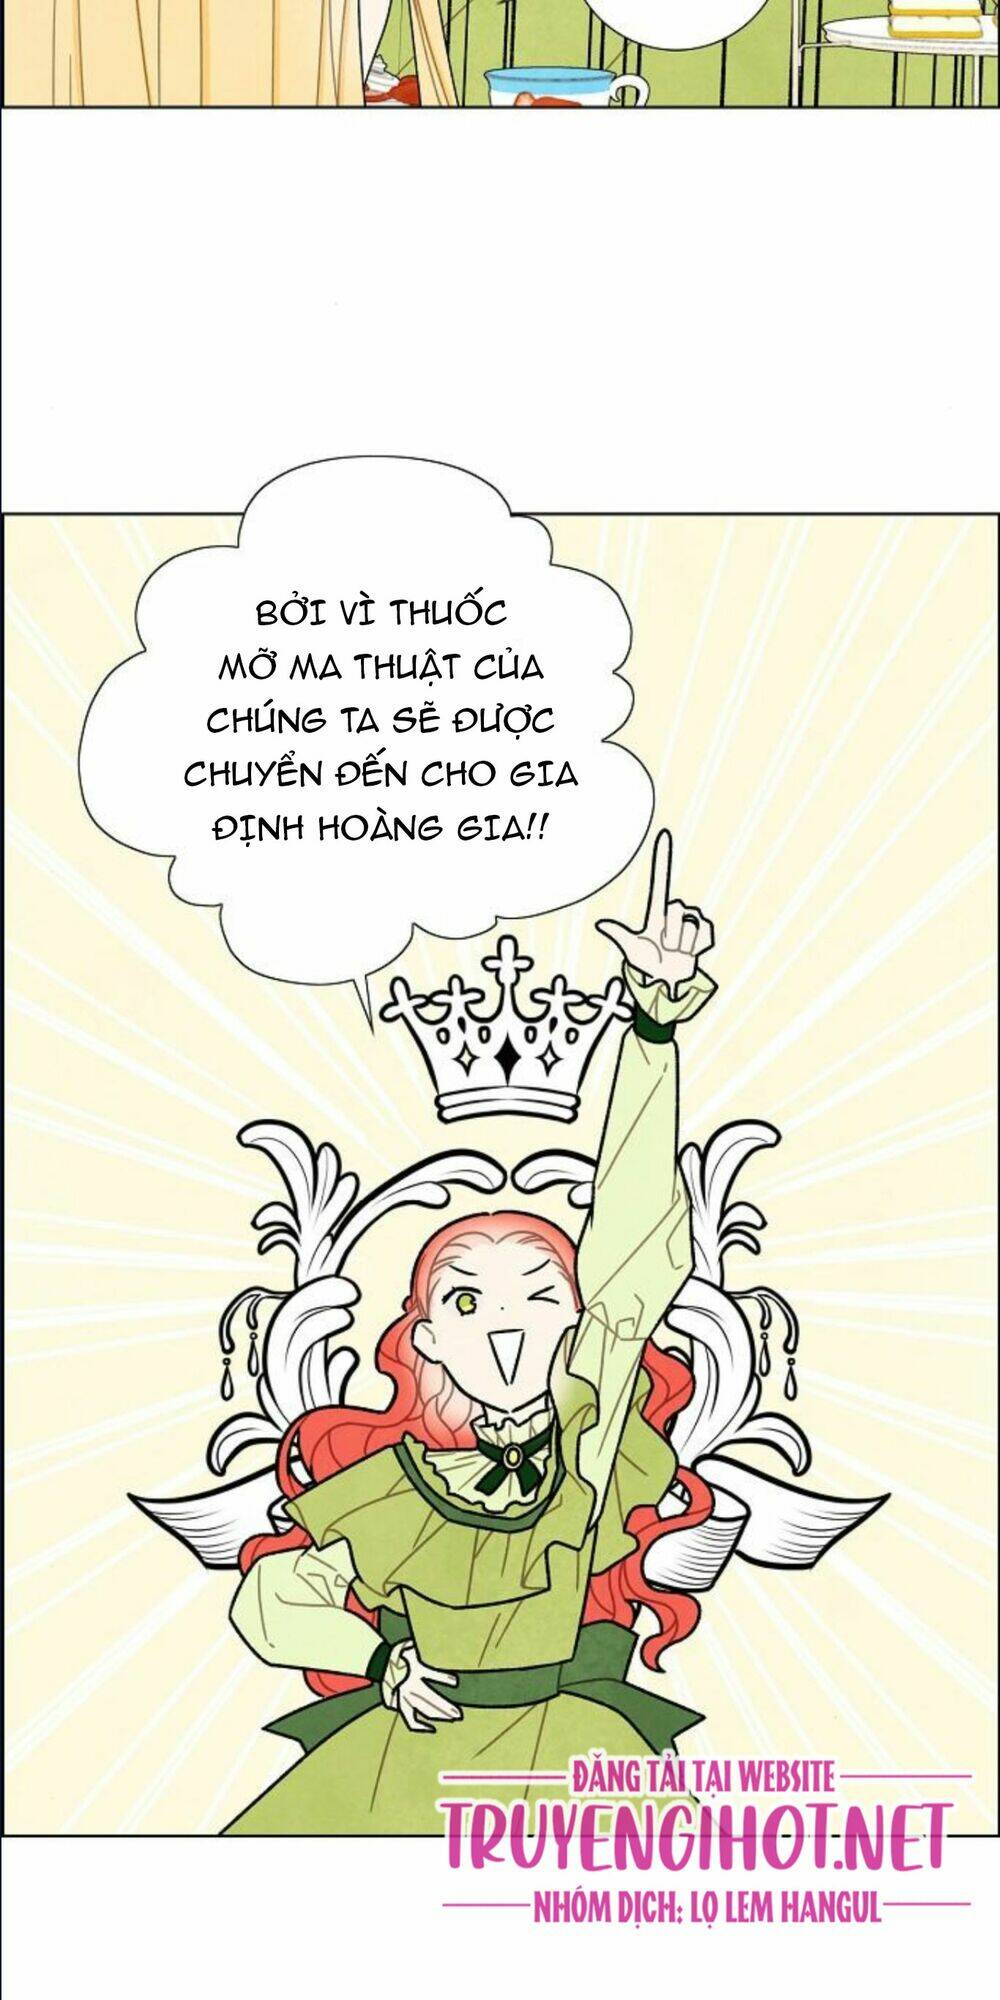 BỞI VÌ THUỐC
MỠ MA THUẬT CỦA
CHÚNG TA SẼ ĐƯỢC
CHUYỂN ĐẾN CHO GIA
ĐỊNH HOÀNG GIA!!
ĐĂNG TẢI TẠI WEBSITE
TRUYENGIHOT.NET
NHÓM DỊCH: LỌ LEM HANGUL